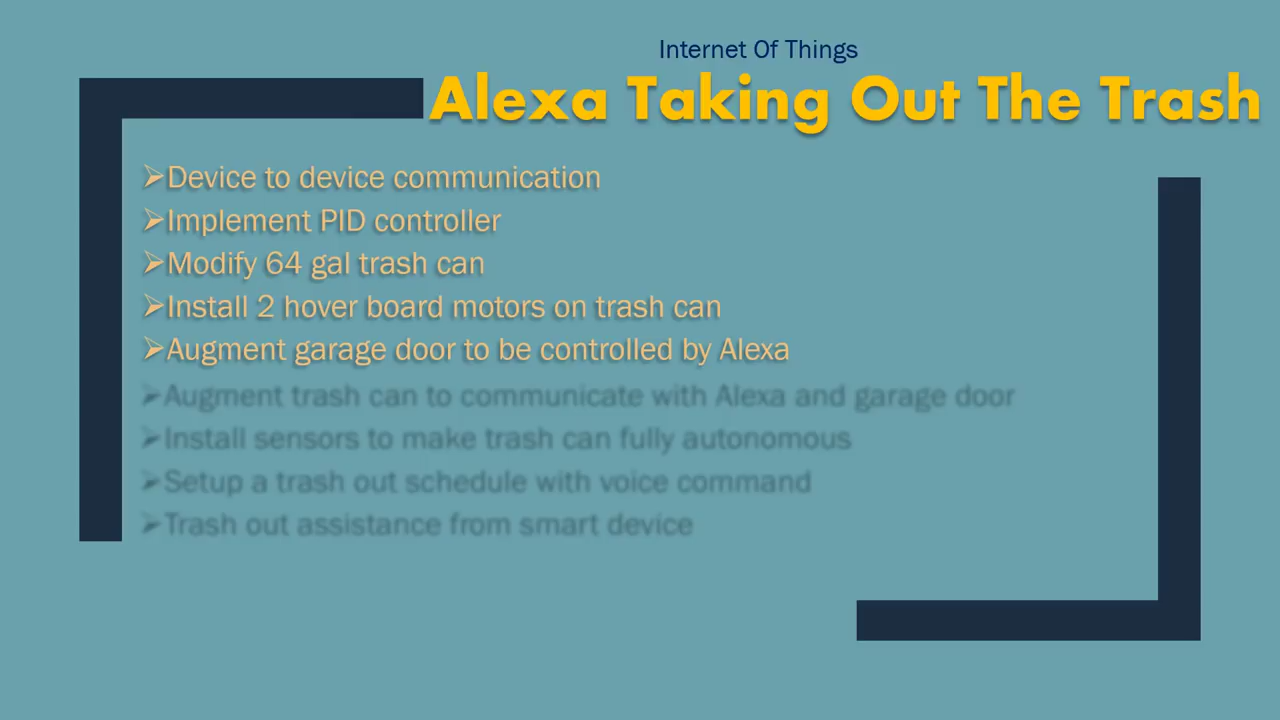 Internet Of Things
Alexa Taking Out The Trash
➢Device to device communication
➢Implement PID controller
➢Modify 64 gal trash can
➢Install 2 hover board motors on trash can
➢Augment garage door to be controlled by Alexa
➢Augment trash can to communicate with Alexa and garage door
➢Install sensors to make trash can fully autonomous
➢Setup a trash out schedule with voice command
➢Trash out assistance from smart device